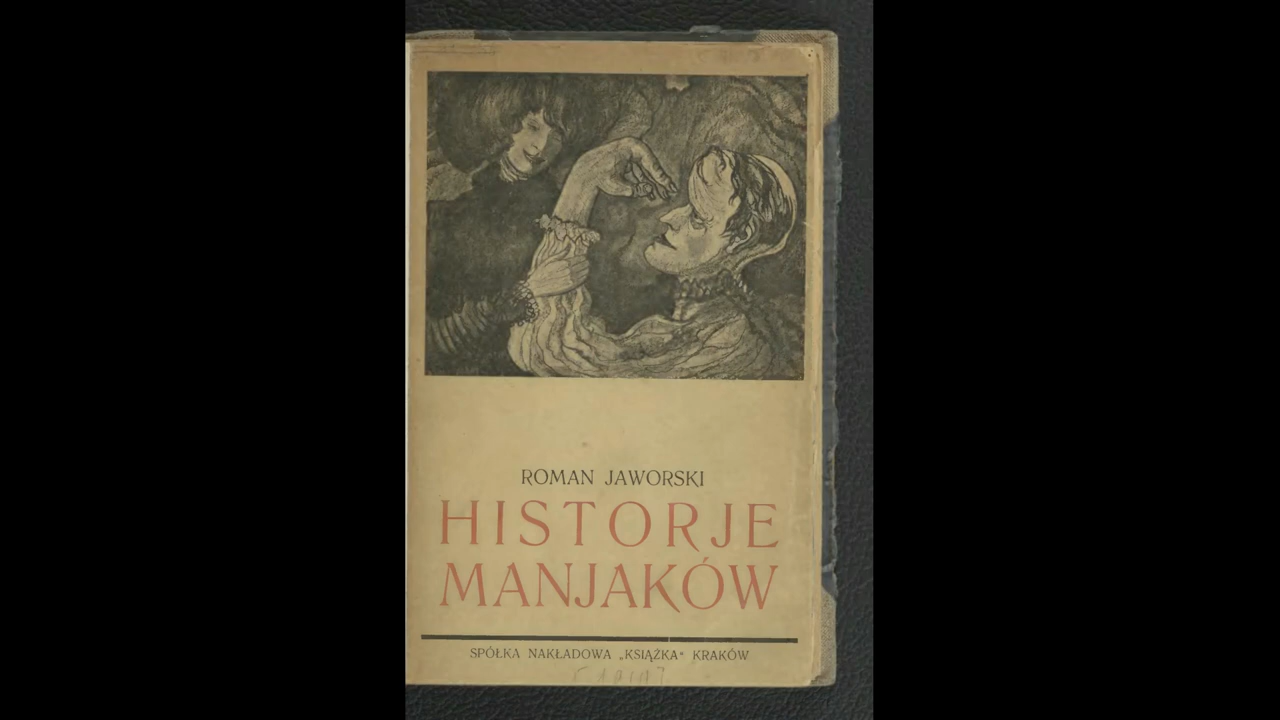 ROMAN JAWORSKI
HISTORJE
MANJAKÓW
SPÓŁKA NAKŁADOWA „KSIĄŻKA“ KRAKÓW